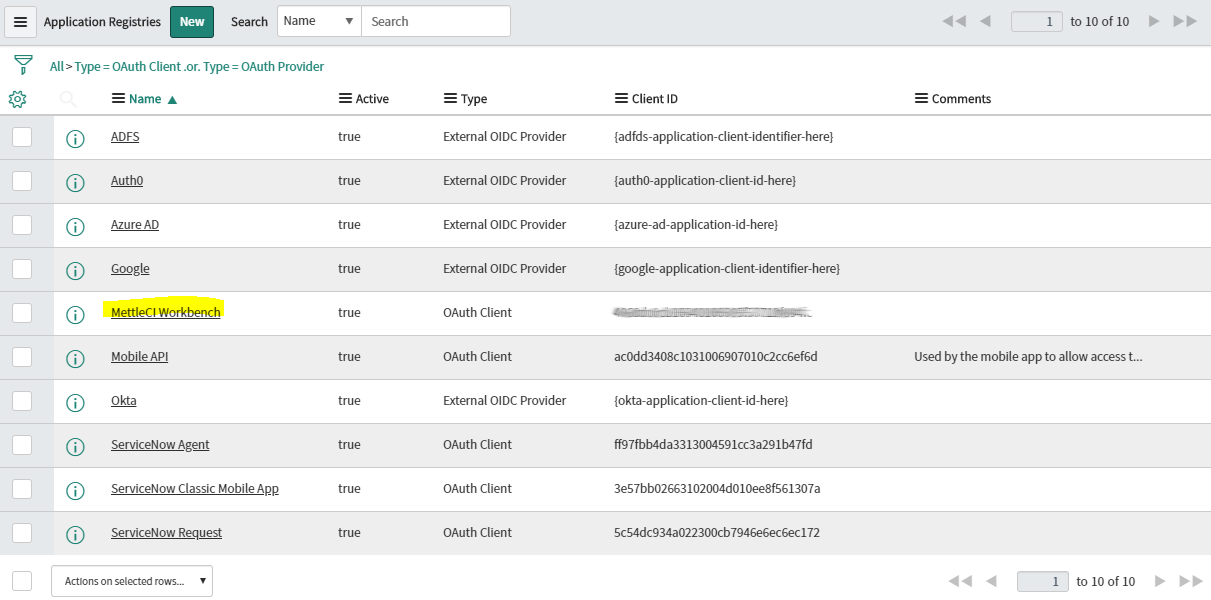 Application Registries New Search Name ▼ Search 1 to 10 of 10
All > Type = OAuth Client .or. Type = OAuth Provider
Name ▲ Active Type Client ID Comments
ADFS true External OIDC Provider {adfds-application-client-identifier-here}
Auth0 true External OIDC Provider {auth0-application-client-id-here}
Azure AD true External OIDC Provider {azure-ad-application-id-here}
Google true External OIDC Provider {google-application-client-identifier-here}
MettleCI Workbench true OAuth Client
Mobile API true OAuth Client ac0dd3408c1031006907010c2cc6ef6d Used by the mobile app to allow access t...
Okta true External OIDC Provider {okta-application-client-id-here}
ServiceNow Agent true OAuth Client ff97fbb4da3313004591cc3a291b47fd
ServiceNow Classic Mobile App true OAuth Client 3e57bb02663102004d010ee8f561307a
ServiceNow Request true OAuth Client 5c54dc934a022300cb7946e6ec6ec172
Actions on selected rows... ▼ 1 to 10 of 10